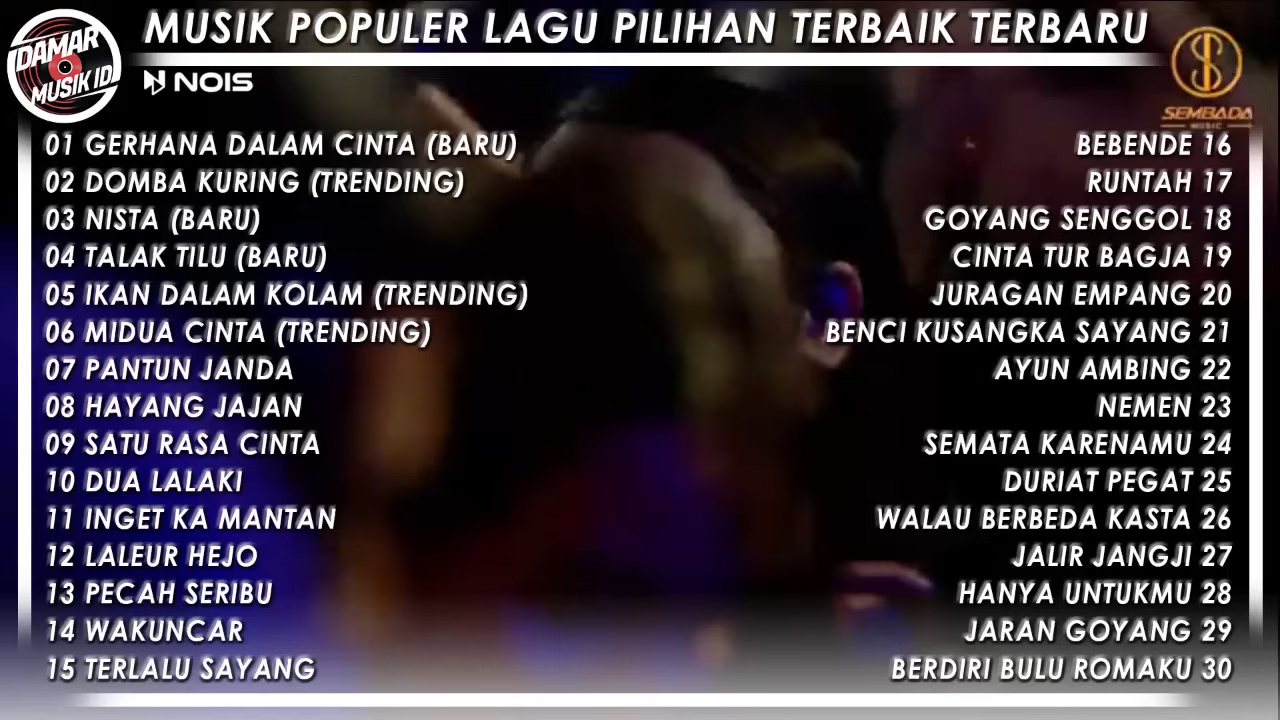 DAMAR
MUSIK ID
MUSIK POPULER LAGU PILIHAN TERBAIK TERBARU
NOIS
SEMBADA
MUSIC
01 GERHANA DALAM CINTA (BARU)
02 DOMBA KURING (TRENDING)
03 NISTA (BARU)
04 TALAK TILU (BARU)
05 IKAN DALAM KOLAM (TRENDING)
06 MIDUA CINTA (TRENDING)
07 PANTUN JANDA
08 HAYANG JAJAN
09 SATU RASA CINTA
10 DUA LALAKI
11 INGET KA MANTAN
12 LALEUR HEJO
13 PECAH SERIBU
14 WAKUNCAR
15 TERLALU SAYANG
BEBENDE 16
RUNTAH 17
GOYANG SENGGOL 18
CINTA TUR BAGJA 19
JURAGAN EMPANG 20
BENCI KUSANGKA SAYANG 21
AYUN AMBING 22
NEMEN 23
SEMATA KARENAMU 24
DURIAT PEGAT 25
WALAU BERBEDA KASTA 26
JALIR JANGJI 27
HANYA UNTUKMU 28
JARAN GOYANG 29
BERDIRI BULU ROMAKU 30